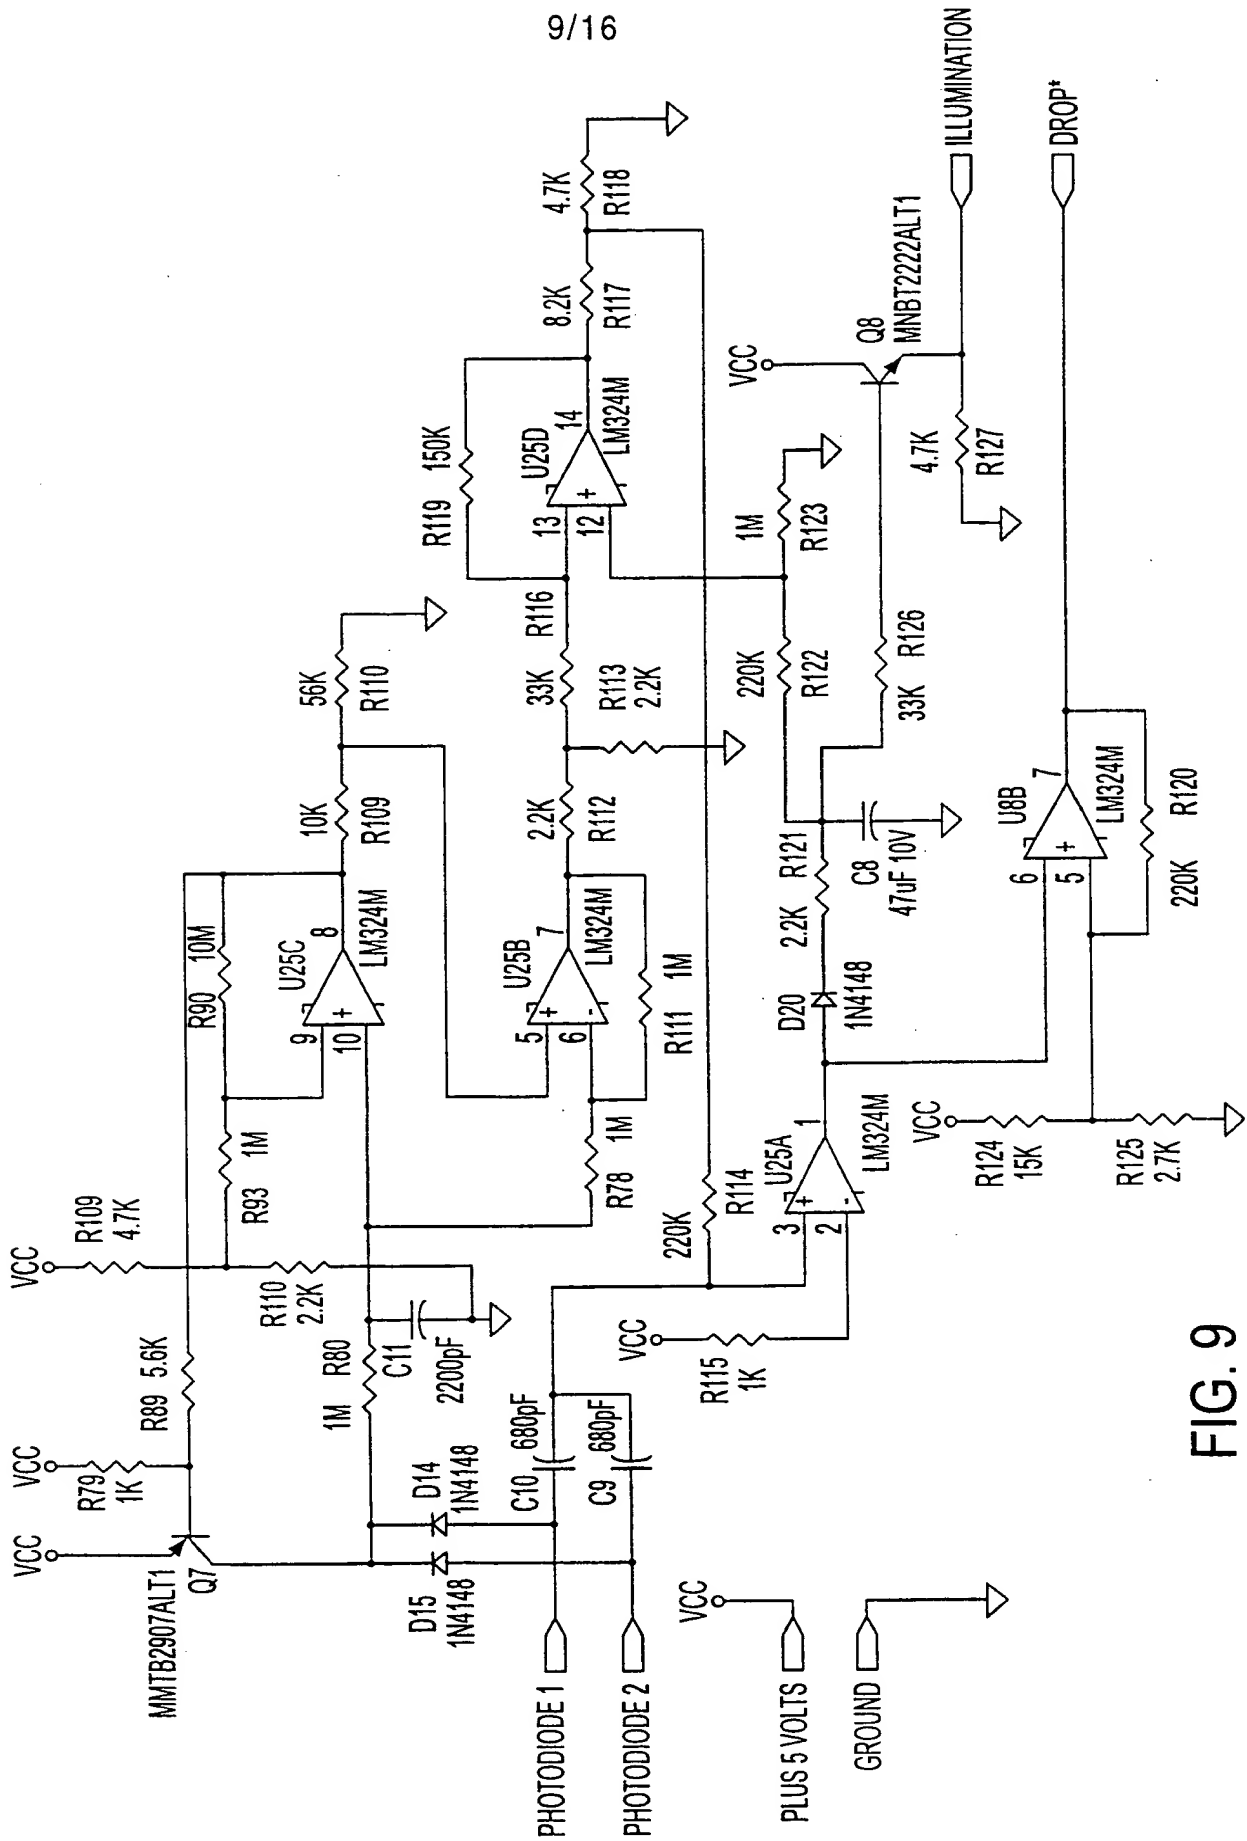 9/16
VCC
VCC
VCC
MMTB2907ALT1
Q7
R79
1K
R89 5.6K
R109
4.7K
R93
1M
R90
10M
R110
2.2K
1M
R80
C11
2200pF
9
10
+
U25C
8
LM324M
10K
R109
56K
R110
D15
1N4148
D14
1N4148
C10
680pF
C9
680pF
PHOTODIODE 1
PHOTODIODE 2
R78
1M
5
6
+
-
U25B
7
LM324M
R111
1M
2.2K
R112
33K
R116
R113
2.2K
R119
150K
13
12
+
U25D
14
LM324M
8.2K
R117
4.7K
R118
220K
R114
VCC
R115
1K
3
2
+
-
U25A
1
LM324M
D20
1N4148
2.2K
R121
C8
47uF 10V
220K
R122
1M
R123
33K
R126
VCC
Q8
MNBT2222ALT1
4.7K
R127
ILLUMINATION
VCC
R124
15K
R125
2.7K
6
5
+
U8B
7
LM324M
220K
R120
DROP*
VCC
PLUS 5 VOLTS
GROUND
FIG. 9